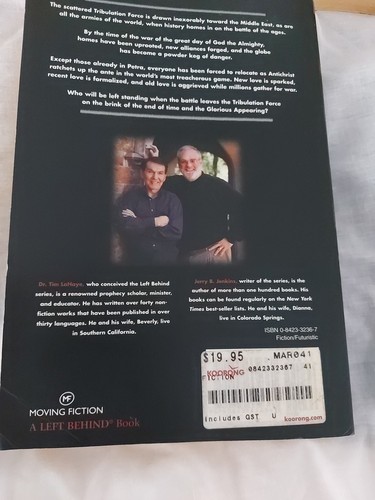 The scattered Tribulation Force is drawn inexorably toward the Middle East, as are
all the armies of the world, when history homes in on the battle of the ages.
By the time of the war of the great day of God the Almighty,
homes have been uprooted, new alliances forged, and the globe
has become a powder keg of danger.
Except those already in Petra, everyone has been forced to relocate as Antichrist
ratchets up the ante in the world's most treacherous game. New love is sparked,
recent love is formalised, and old love is aggrieved while millions gather for war.
Who will be left standing when the battle leaves the Tribulation Force
on the brink of the end of time and the Glorious Appearing?
Dr. Tim LaHaye, who conceived the Left Behind
series, is a renowned prophecy scholar, minister,
and educator. He has written over forty non-
fiction works that have been published in over
thirty languages. He and his wife, Beverly, live
in Southern California.
Jerry B. Jenkins, writer of the series, is the
author of more than one hundred books. His
books can be found regularly on the New York
Times best-seller lists. He and his wife, Dianna,
live in Colorado Springs.
ISBN 0-8423-3236-7
Fiction/Futuristic
$19.95 MAR041
KOORONG 0842332367 41
FICTION
includes GST U koorong.com
MF
MOVING FICTION
A LEFT BEHIND® Book